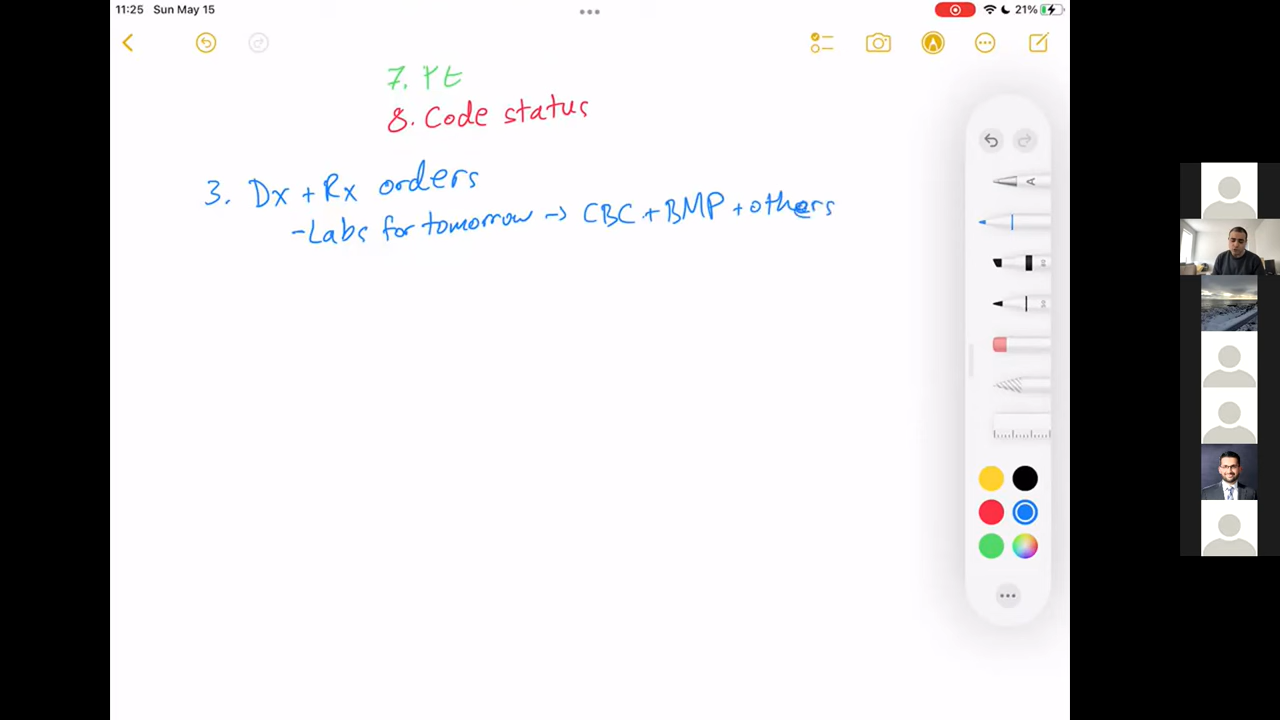 11:25 Sun May 15
21%
7. Pt
8. Code status
3. Dx + Rx orders
- Labs for tomorrow -> CBC + BMP + others
A